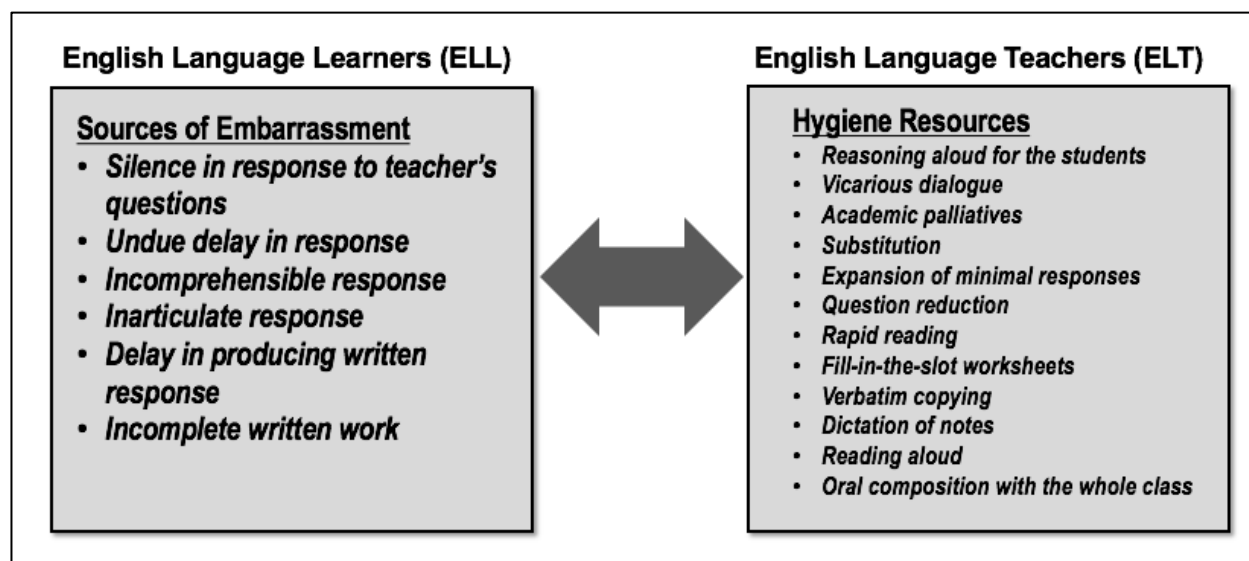 English Language Learners (ELL)
Sources of Embarrassment
• Silence in response to teacher's
questions
• Undue delay in response
• Incomprehensible response
• Inarticulate response
• Delay in producing written
response
• Incomplete written work
English Language Teachers (ELT)
Hygiene Resources
• Reasoning aloud for the students
• Vicarious dialogue
• Academic palliatives
• Substitution
• Expansion of minimal responses
• Question reduction
• Rapid reading
• Fill-in-the-slot worksheets
• Verbatim copying
• Dictation of notes
• Reading aloud
• Oral composition with the whole class